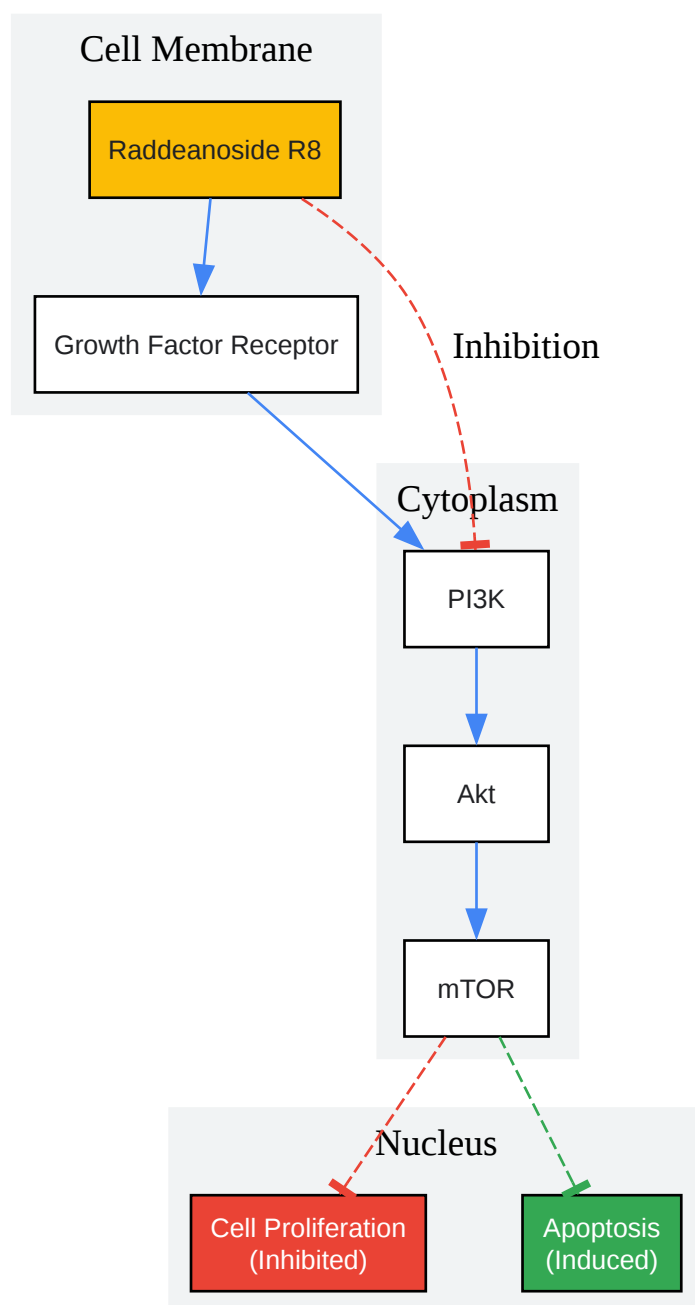 Cell Membrane
Raddeanoside R8
Growth Factor Receptor
Inhibition
Cytoplasm
PI3K
Akt
mTOR
Nucleus
Cell Proliferation
(Inhibited)
Apoptosis
(Induced)